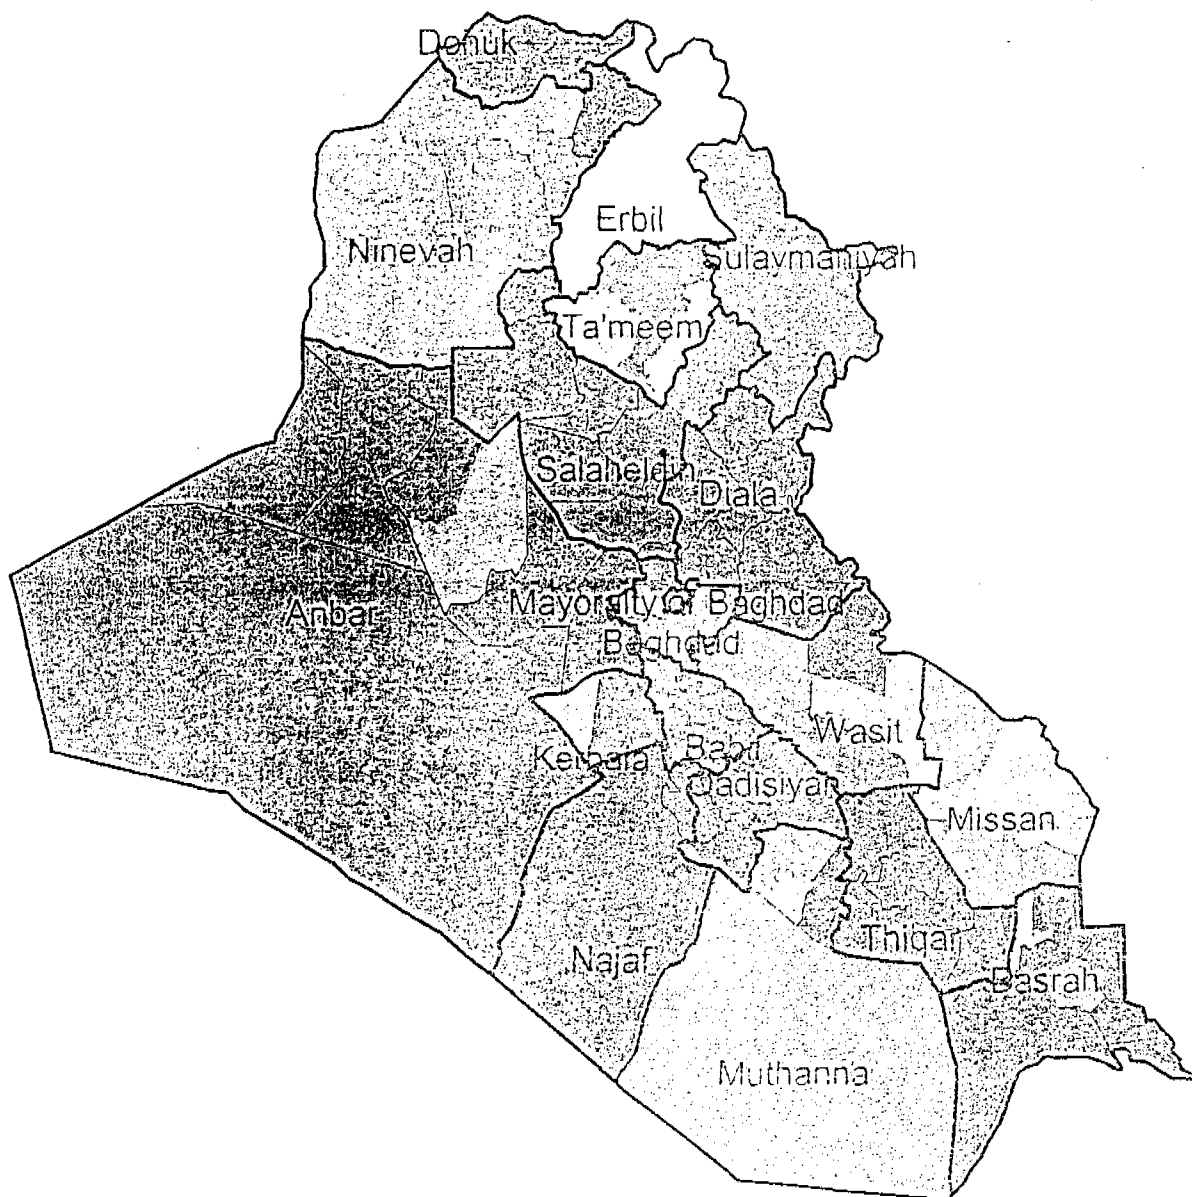 Dohuk
Erbil
Ninevah
Sulaymaniyah
Ta'meem
Salaheldin
Diala
Anbar
Mayoralty of Baghdad
Baghdad
Wasit
Babil
Kerbala
Qadisiyah
Missan
Thiqar
Najaf
Basrah
Muthanna